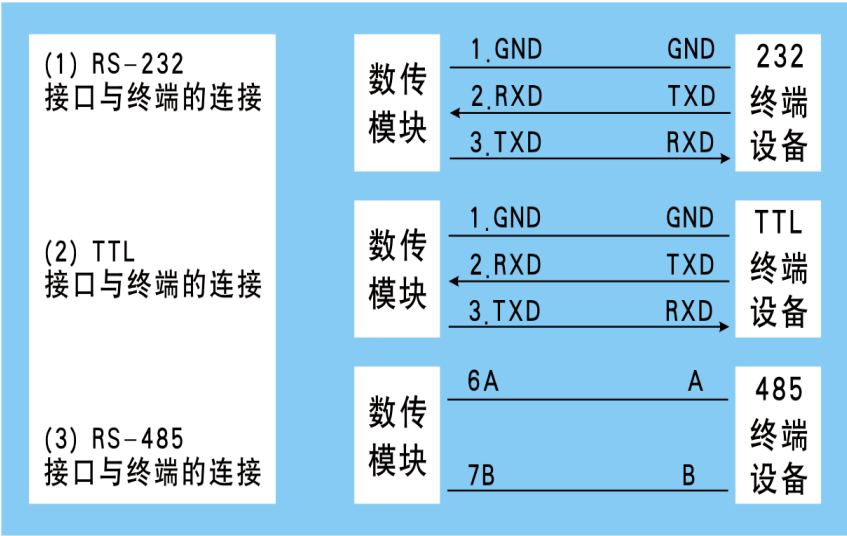 (1) RS-232
接口与终端的连接
数传
模块
1.GND GND
2.RXD TXD
3.TXD RXD
232
终端
设备
(2) TTL
接口与终端的连接
数传
模块
1.GND GND
2.RXD TXD
3.TXD RXD
TTL
终端
设备
(3) RS-485
接口与终端的连接
数传
模块
6A A
7B B
485
终端
设备